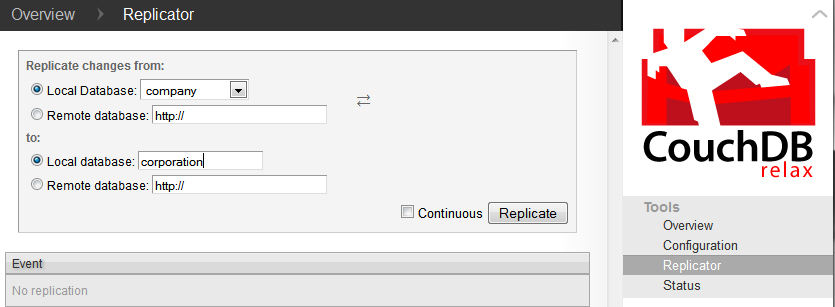 Overview > Replicator
Replicate changes from:
Local Database: company
Remote database: http://
to:
Local database: corporation
Remote database: http://
Continuous Replicate
Event
No replication
CouchDB
relax
Tools
Overview
Configuration
Replicator
Status